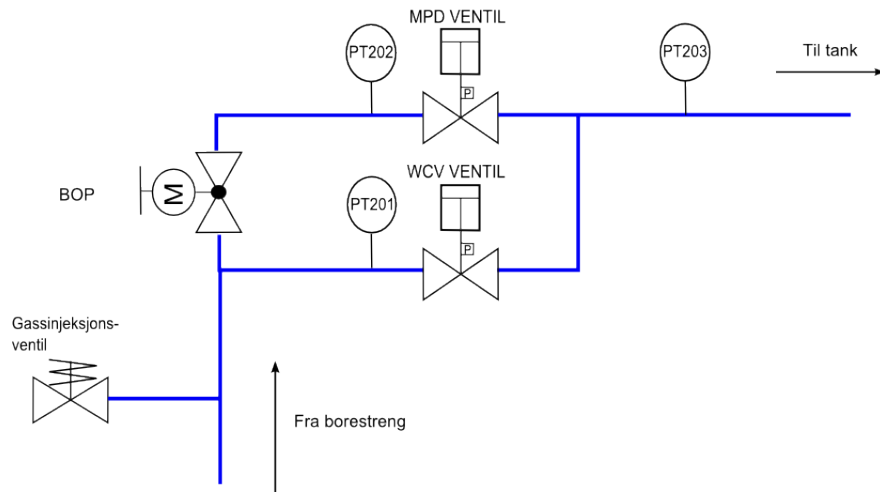 MPD VENTIL
PT202
PT203
Til tank
BOP
M
P
WCV VENTIL
PT201
P
Gassinjeksjons-
ventil
Fra borestreng